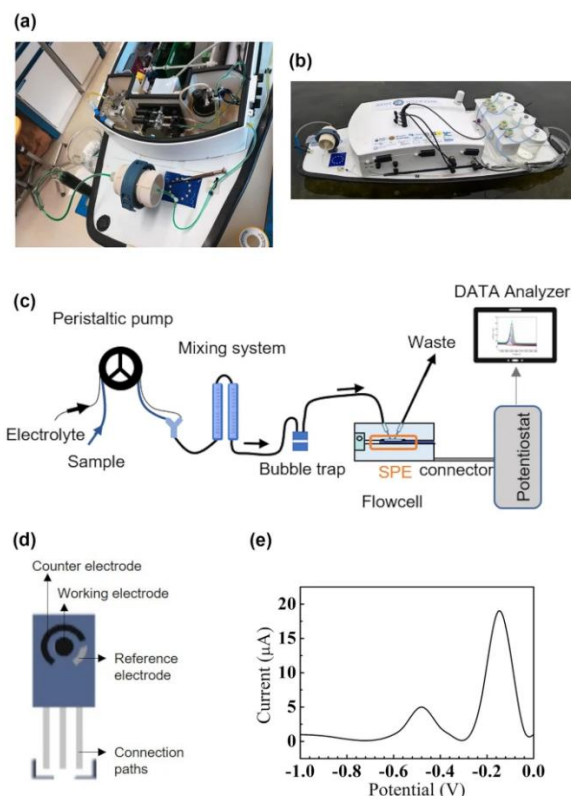 (a)
(b)
(c)
DATA Analyzer
Peristaltic pump
Waste
Mixing system
Electrolyte
Sample
Bubble trap
SPE
connector
Flowcell
Potentiostat
(d)
(e)
Counter electrode
Working electrode
Reference
electrode
Connection
paths
Current (µA)
20
15
10
5
0
-1.0 -0.8 -0.6 -0.4 -0.2 0.0
Potential (V)